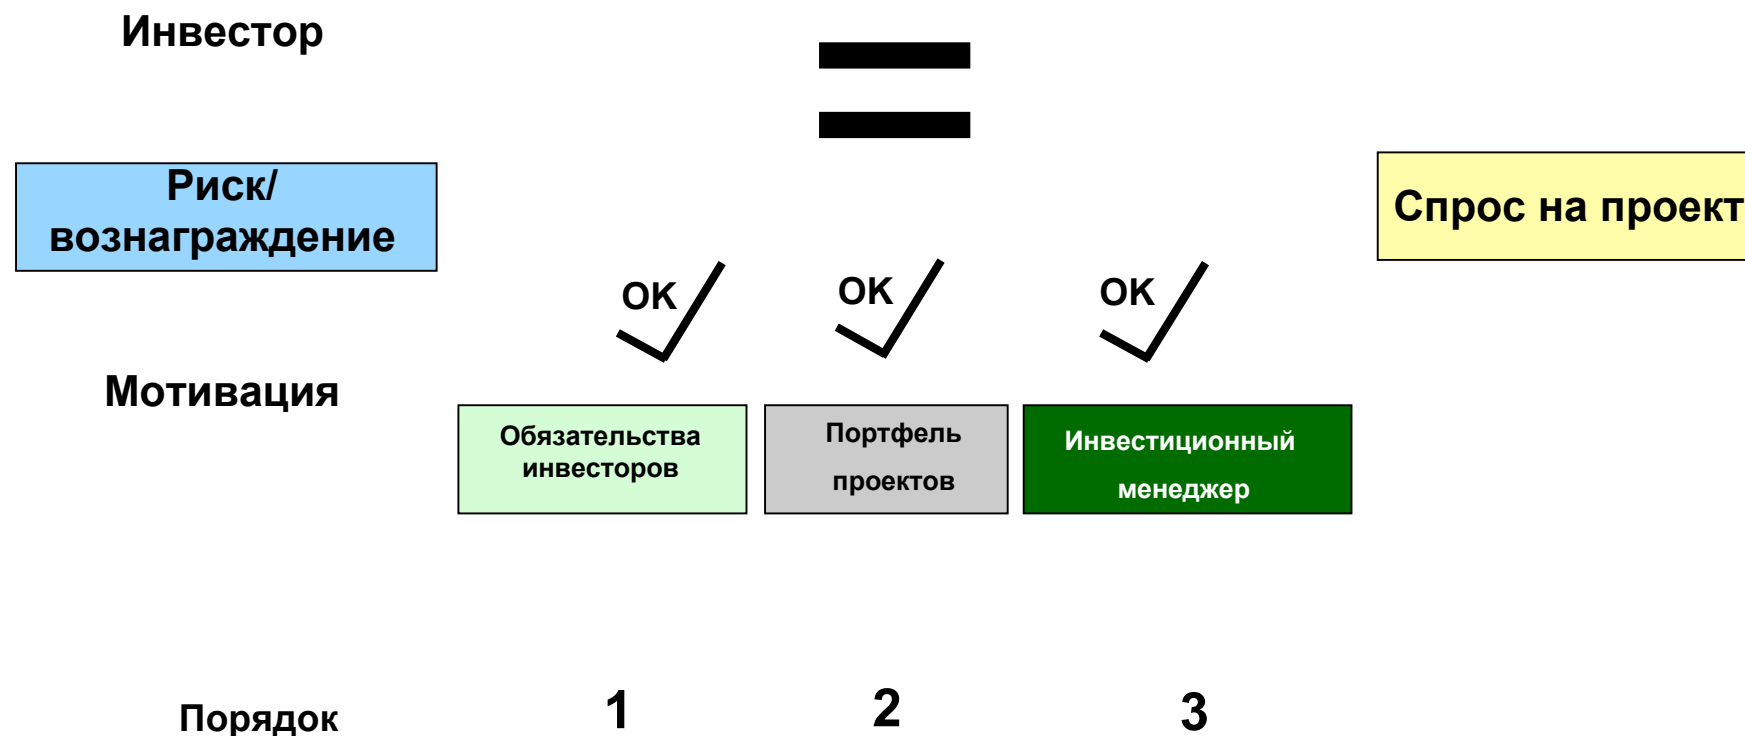 Инвестор
Риск/
вознаграждение
Спрос на проект
OK
OK
OK
Мотивация
Обязательства
инвесторов
Портфель
проектов
Инвестиционный
менеджер
Порядок
1
2
3